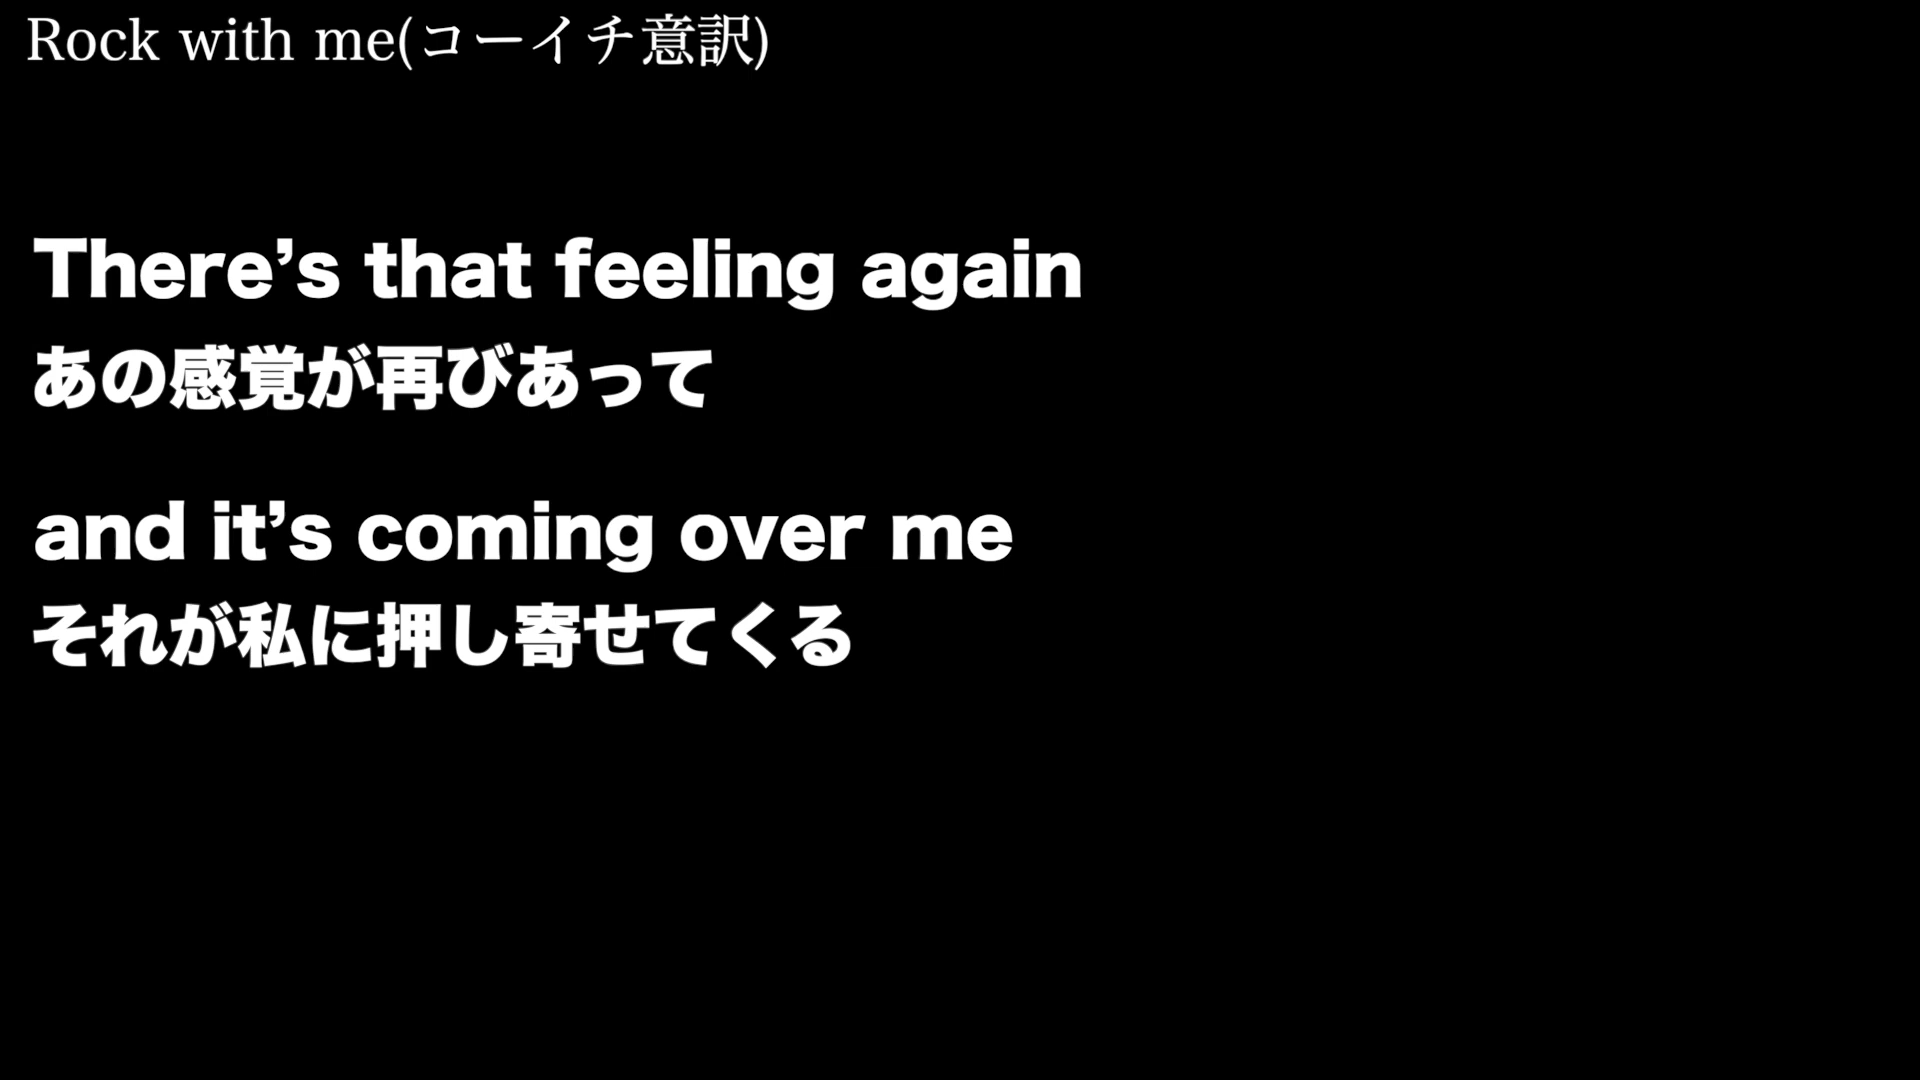 Rock with me(コーイチ意訳)
There’s that feeling again
あの感覚が再びあって
and it’s coming over me
それが私に押し寄せてくる